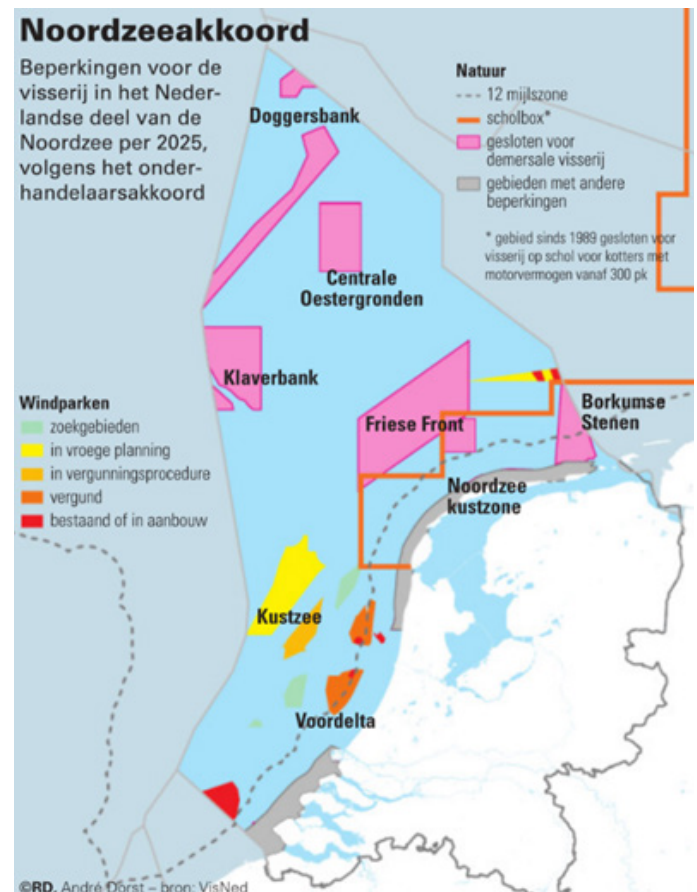 Noordzeeakkoord
Beperkingen voor de
visserij in het Neder-
landse deel van de
Noordzee per 2025,
volgens het onder-
handelaarsakkoord
Natuur
12 mijlszone
scholbox*
gesloten voor
demersale visserij
gebieden met andere
beperkingen
* gebied sinds 1989 gesloten voor
visserij op schol voor kotters met
motorvermogen vanaf 300 pk
Doggersbank
Centrale
Oestergronden
Klaverbank
Friese Front
Borkumse
Stenen
Noordzee
kustzone
Windparken
zoekgebieden
in vroege planning
in vergunningsprocedure
vergund
bestaand of in aanbouw
Kustzee
Voordelta
©RD, André Dorst – bron: VisNed